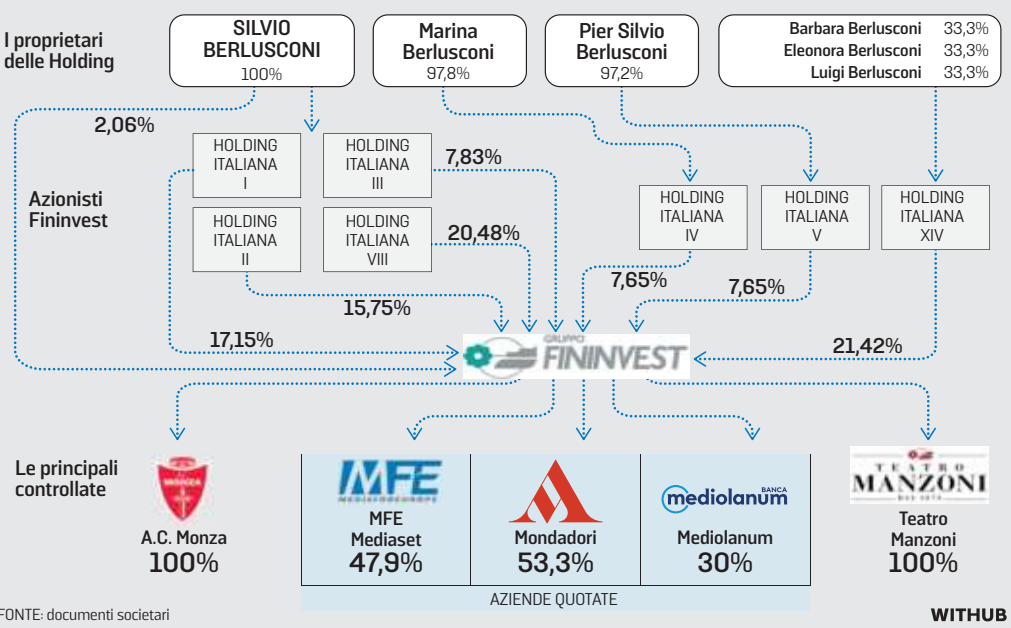 I proprietari
delle Holding
SILVIO
BERLUSCONI
100%
Marina
Berlusconi
97,8%
Pier Silvio
Berlusconi
97,2%
Barbara Berlusconi 33,3%
Eleonora Berlusconi 33,3%
Luigi Berlusconi 33,3%
2,06%
Azionisti
Fininvest
HOLDING
ITALIANA
I
HOLDING
ITALIANA
III
7,83%
HOLDING
ITALIANA
II
HOLDING
ITALIANA
VIII
20,48%
HOLDING
ITALIANA
IV
HOLDING
ITALIANA
V
HOLDING
ITALIANA
XIV
15,75%
7,65%
7,65%
17,15%
21,42%
GRUPPO
FININVEST
Le principali
controllate
MONZA
A.C. Monza
100%
MFE
MEDIAFOREUROPE
MFE
Mediaset
47,9%
Mondadori
53,3%
BANCA
mediolanum
Mediolanum
30%
TEATRO
MANZONI
Teatro
Manzoni
100%
AZIENDE QUOTATE
FONTE: documenti societari
WITHUB